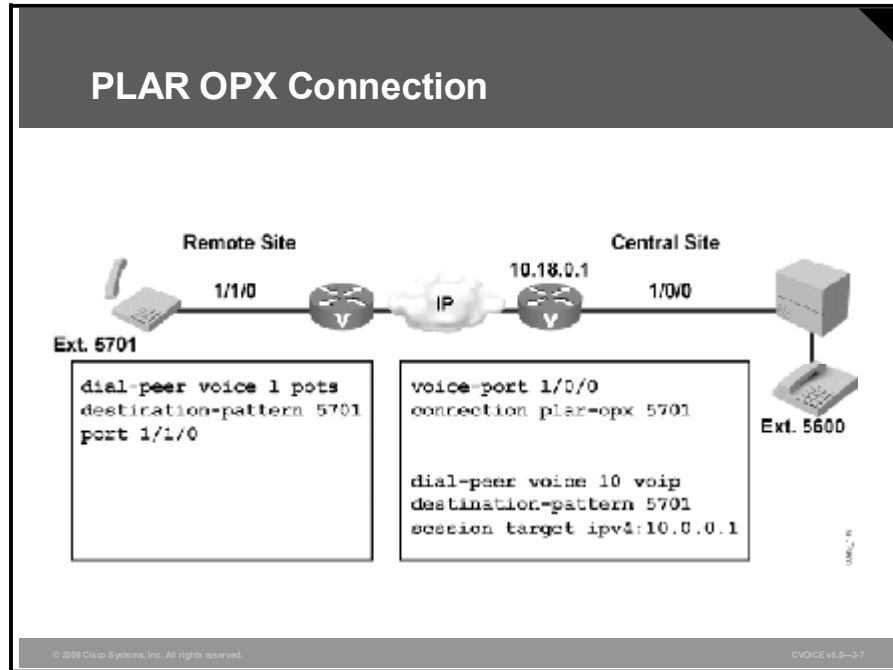 PLAR OPX Connection
Remote Site
Central Site
10.18.0.1
1/1/0
IP
1/0/0
V
V
Ext. 5701
Ext. 5600
dial-peer voice 1 pots
destination-pattern 5701
port 1/1/0
voice-port 1/0/0
connection plar-opx 5701
dial-peer voice 10 voip
destination-pattern 5701
session target ipv4:10.0.0.1
© 2006 Cisco Systems, Inc. All rights reserved.
CVOICE v5.0—2-7